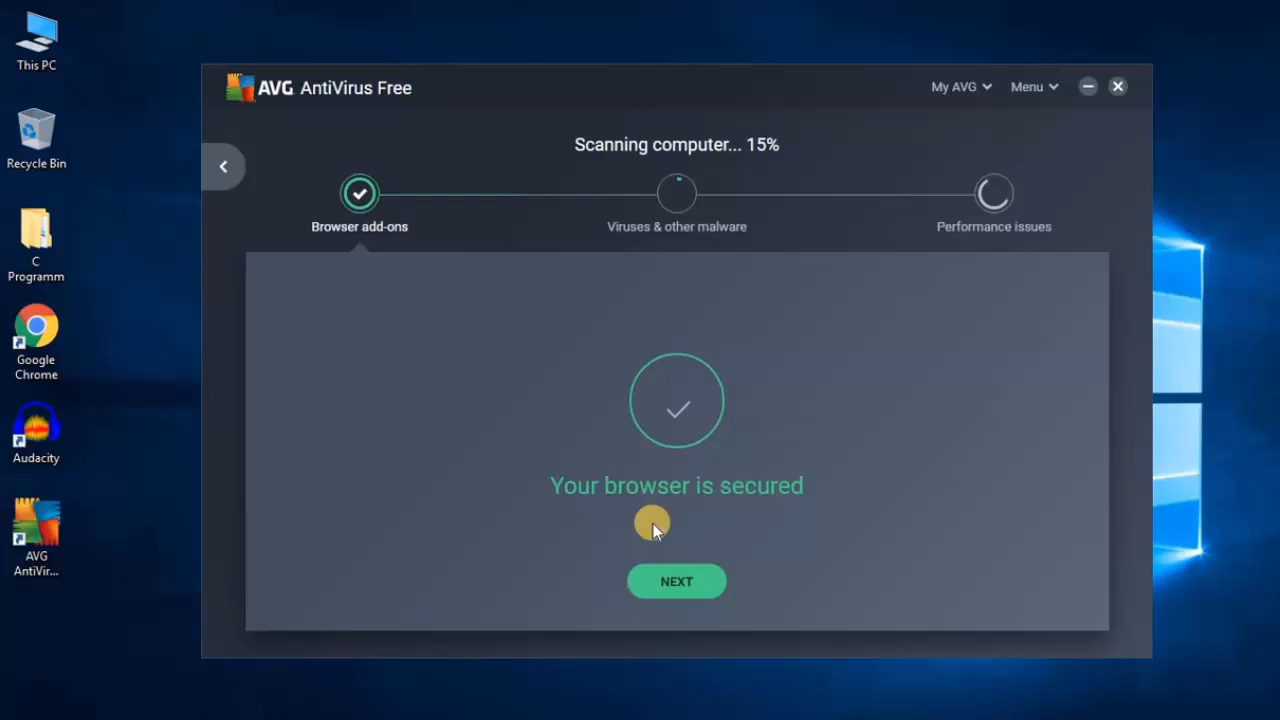 This PC
Recycle Bin
C
Programm
Google
Chrome
Audacity
AVG
AntiVir...
AVG AntiVirus Free
My AVG
Menu
Scanning computer... 15%
Browser add-ons
Viruses & other malware
Performance issues
Your browser is secured
NEXT